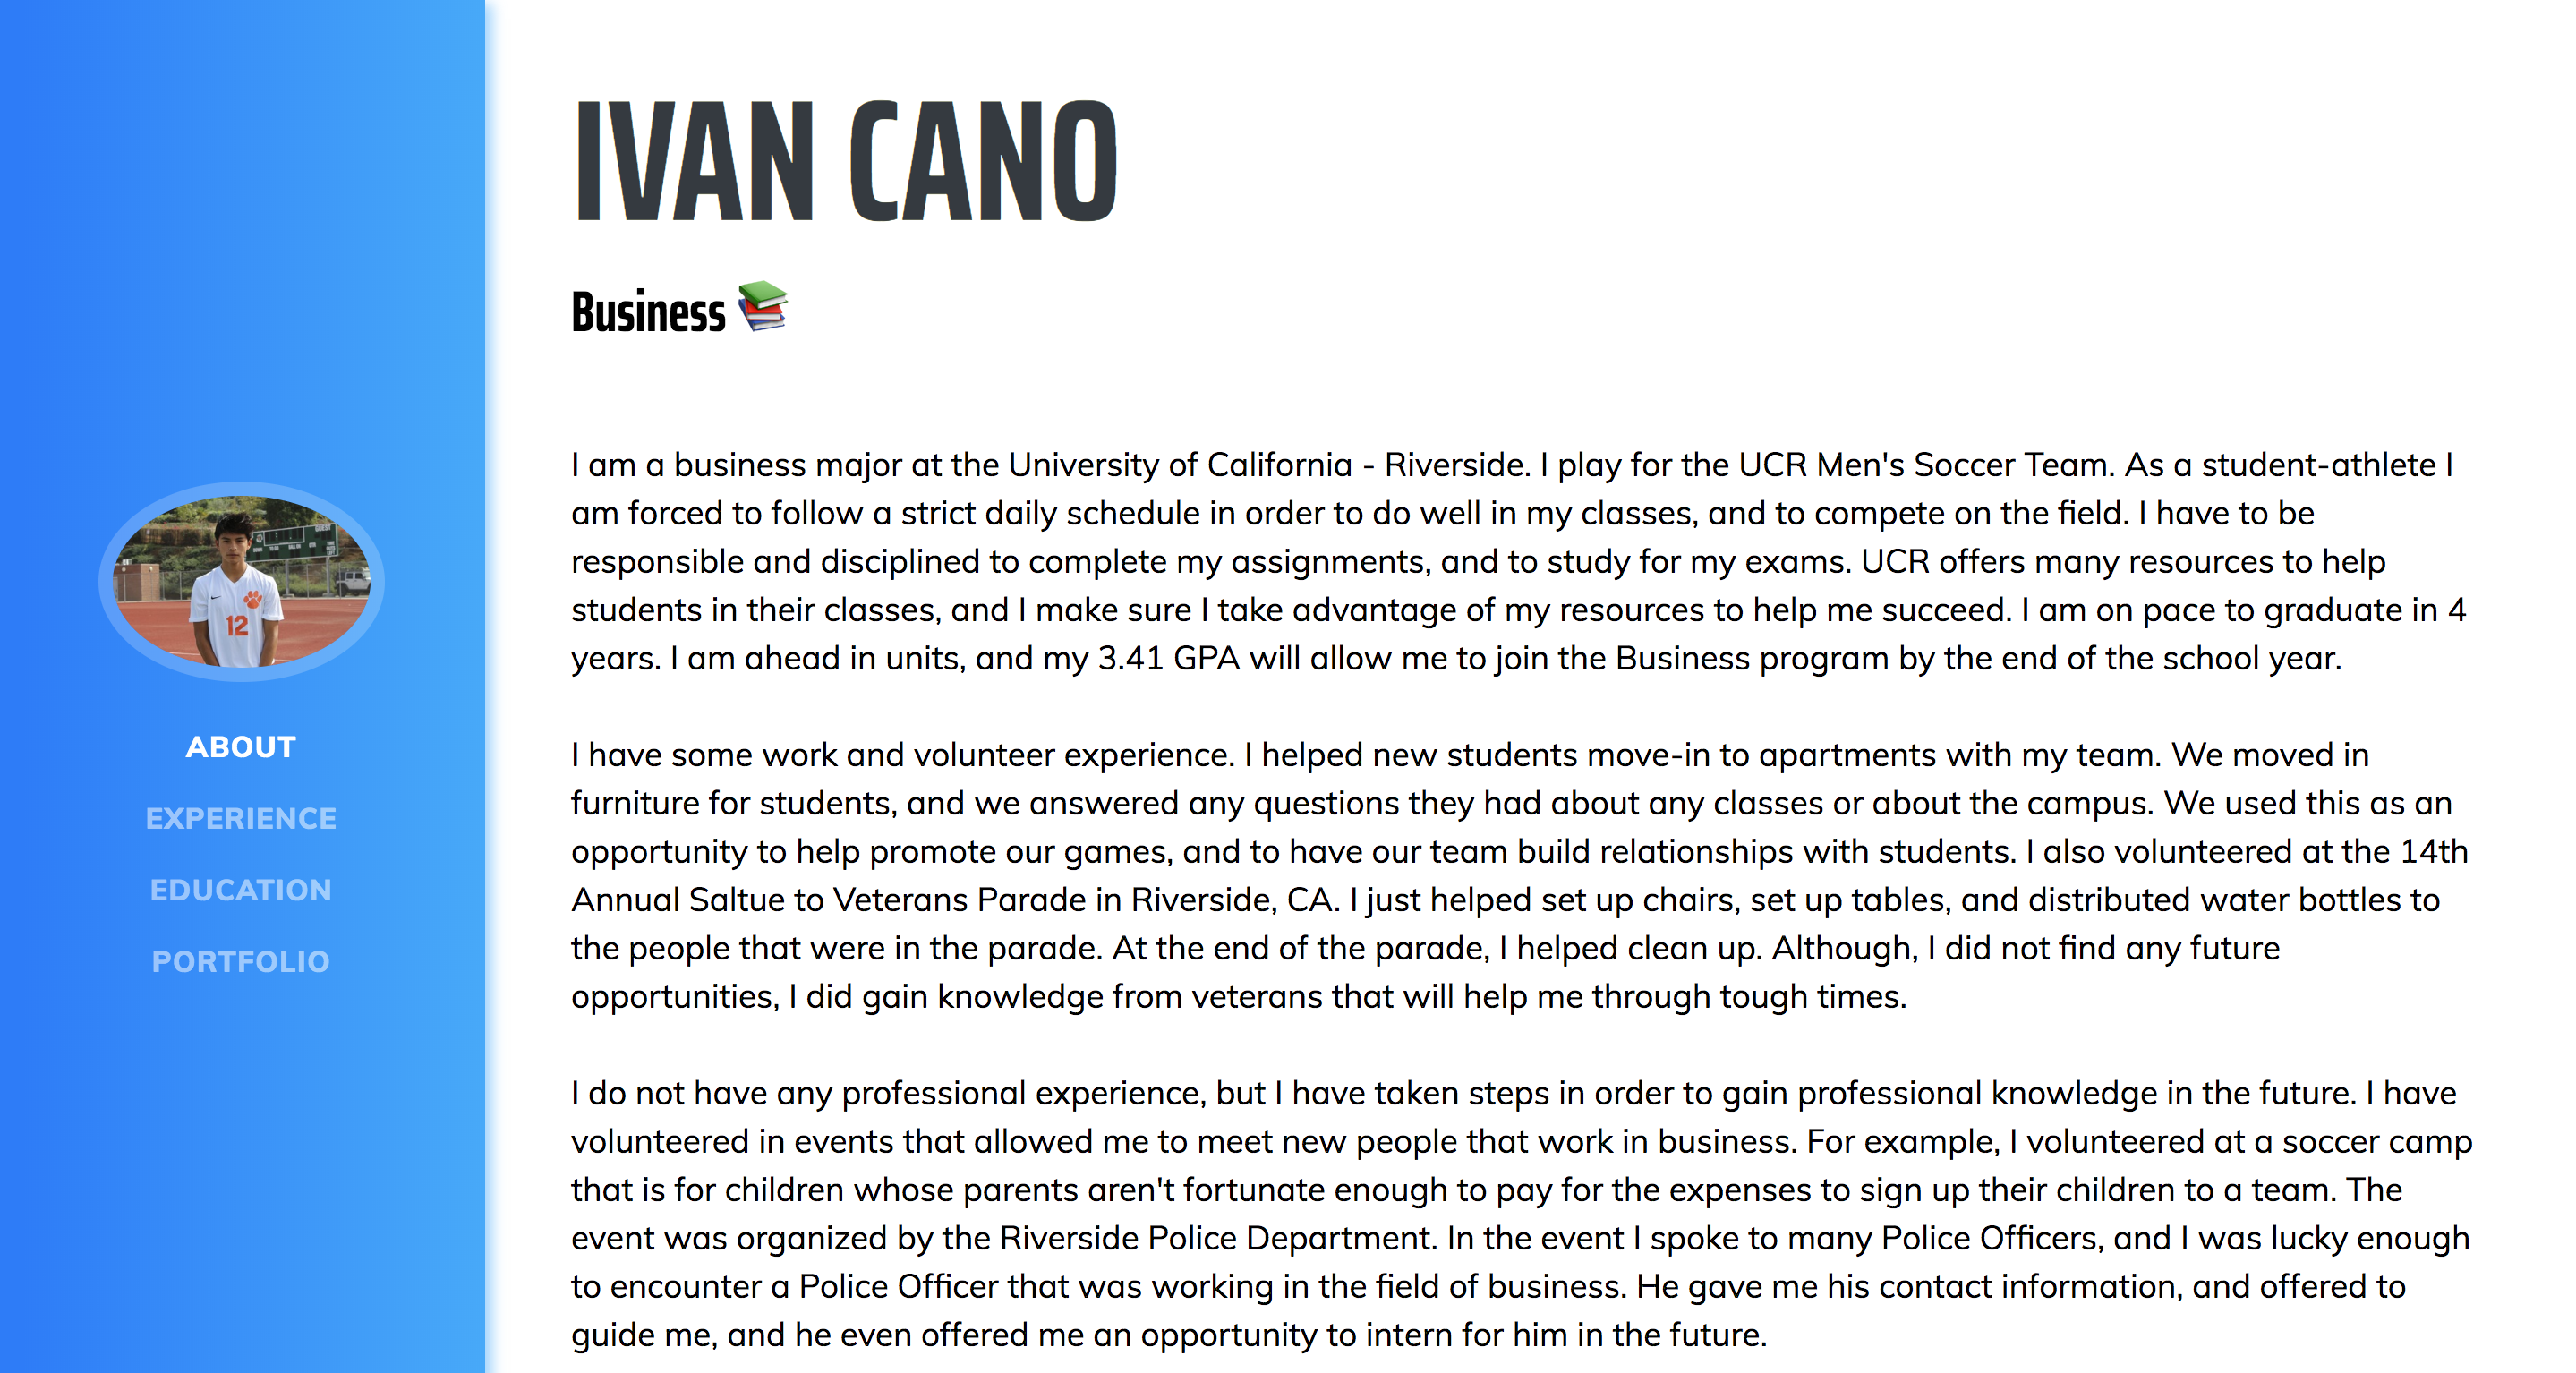 IVAN CANO
Business
12
ABOUT
EXPERIENCE
EDUCATION
PORTFOLIO
I am a business major at the University of California - Riverside. I play for the UCR Men's Soccer Team. As a student-athlete I
am forced to follow a strict daily schedule in order to do well in my classes, and to compete on the field. I have to be
responsible and disciplined to complete my assignments, and to study for my exams. UCR offers many resources to help
students in their classes, and I make sure I take advantage of my resources to help me succeed. I am on pace to graduate in 4
years. I am ahead in units, and my 3.41 GPA will allow me to join the Business program by the end of the school year.
I have some work and volunteer experience. I helped new students move-in to apartments with my team. We moved in
furniture for students, and we answered any questions they had about any classes or about the campus. We used this as an
opportunity to help promote our games, and to have our team build relationships with students. I also volunteered at the 14th
Annual Saltue to Veterans Parade in Riverside, CA. I just helped set up chairs, set up tables, and distributed water bottles to
the people that were in the parade. At the end of the parade, I helped clean up. Although, I did not find any future
opportunities, I did gain knowledge from veterans that will help me through tough times.
I do not have any professional experience, but I have taken steps in order to gain professional knowledge in the future. I have
volunteered in events that allowed me to meet new people that work in business. For example, I volunteered at a soccer camp
that is for children whose parents aren't fortunate enough to pay for the expenses to sign up their children to a team. The
event was organized by the Riverside Police Department. In the event I spoke to many Police Officers, and I was lucky enough
to encounter a Police Officer that was working in the field of business. He gave me his contact information, and offered to
guide me, and he even offered me an opportunity to intern for him in the future.